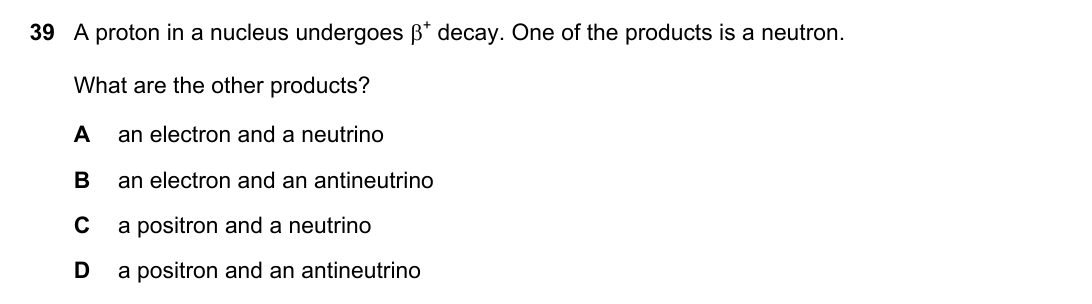 39 A proton in a nucleus undergoes β⁺ decay. One of the products is a neutron.
What are the other products?
A an electron and a neutrino
B an electron and an antineutrino
C a positron and a neutrino
D a positron and an antineutrino